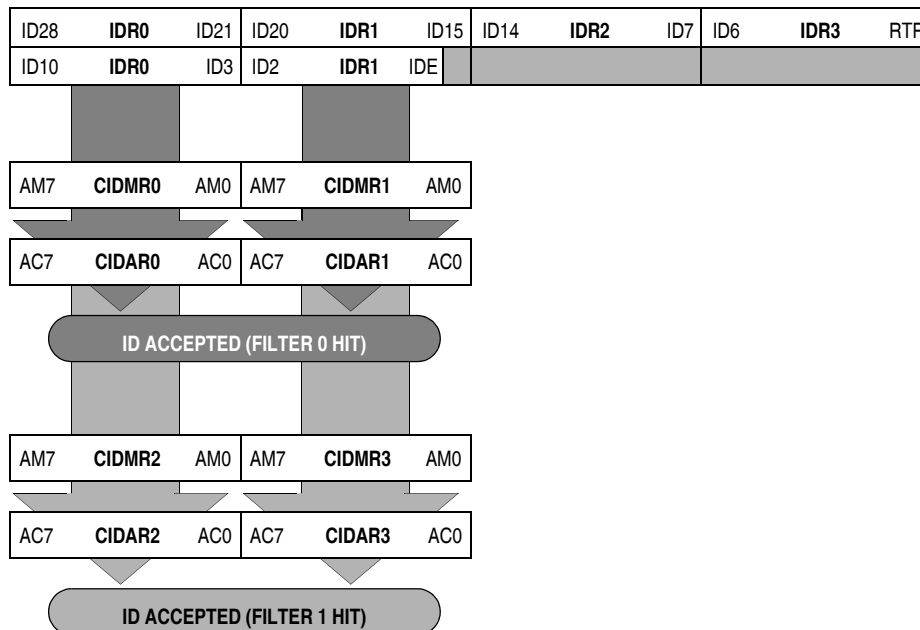 ID28 IDR0 ID21 ID20 IDR1 ID15 ID14 IDR2 ID7 ID6 IDR3 RTR
ID10 IDR0 ID3 ID2 IDR1 IDE
AM7 CIDMR0 AM0 AM7 CIDMR1 AM0
AC7 CIDAR0 AC0 AC7 CIDAR1 AC0
ID ACCEPTED (FILTER 0 HIT)
AM7 CIDMR2 AM0 AM7 CIDMR3 AM0
AC7 CIDAR2 AC0 AC7 CIDAR3 AC0
ID ACCEPTED (FILTER 1 HIT)